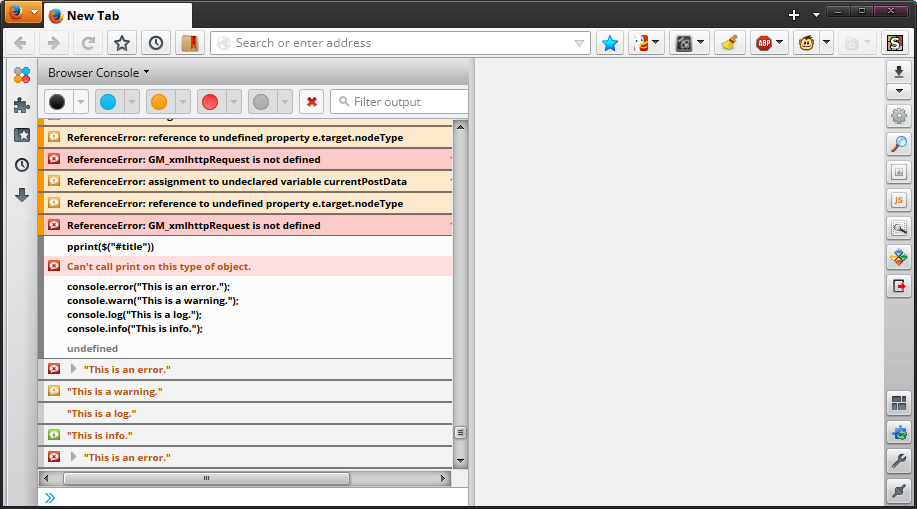 New Tab
Search or enter address
ABP
S
Browser Console
Filter output
ReferenceError: reference to undefined property e.target.nodeType
ReferenceError: GM_xmlhttpRequest is not defined
ReferenceError: assignment to undeclared variable currentPostData
ReferenceError: reference to undefined property e.target.nodeType
ReferenceError: GM_xmlhttpRequest is not defined
pprint($("#title"))
Can't call print on this type of object.
console.error("This is an error.");
console.warn("This is a warning.");
console.log("This is a log.");
console.info("This is info.");
undefined
"This is an error."
"This is a warning."
"This is a log."
"This is info."
"This is an error."
JS